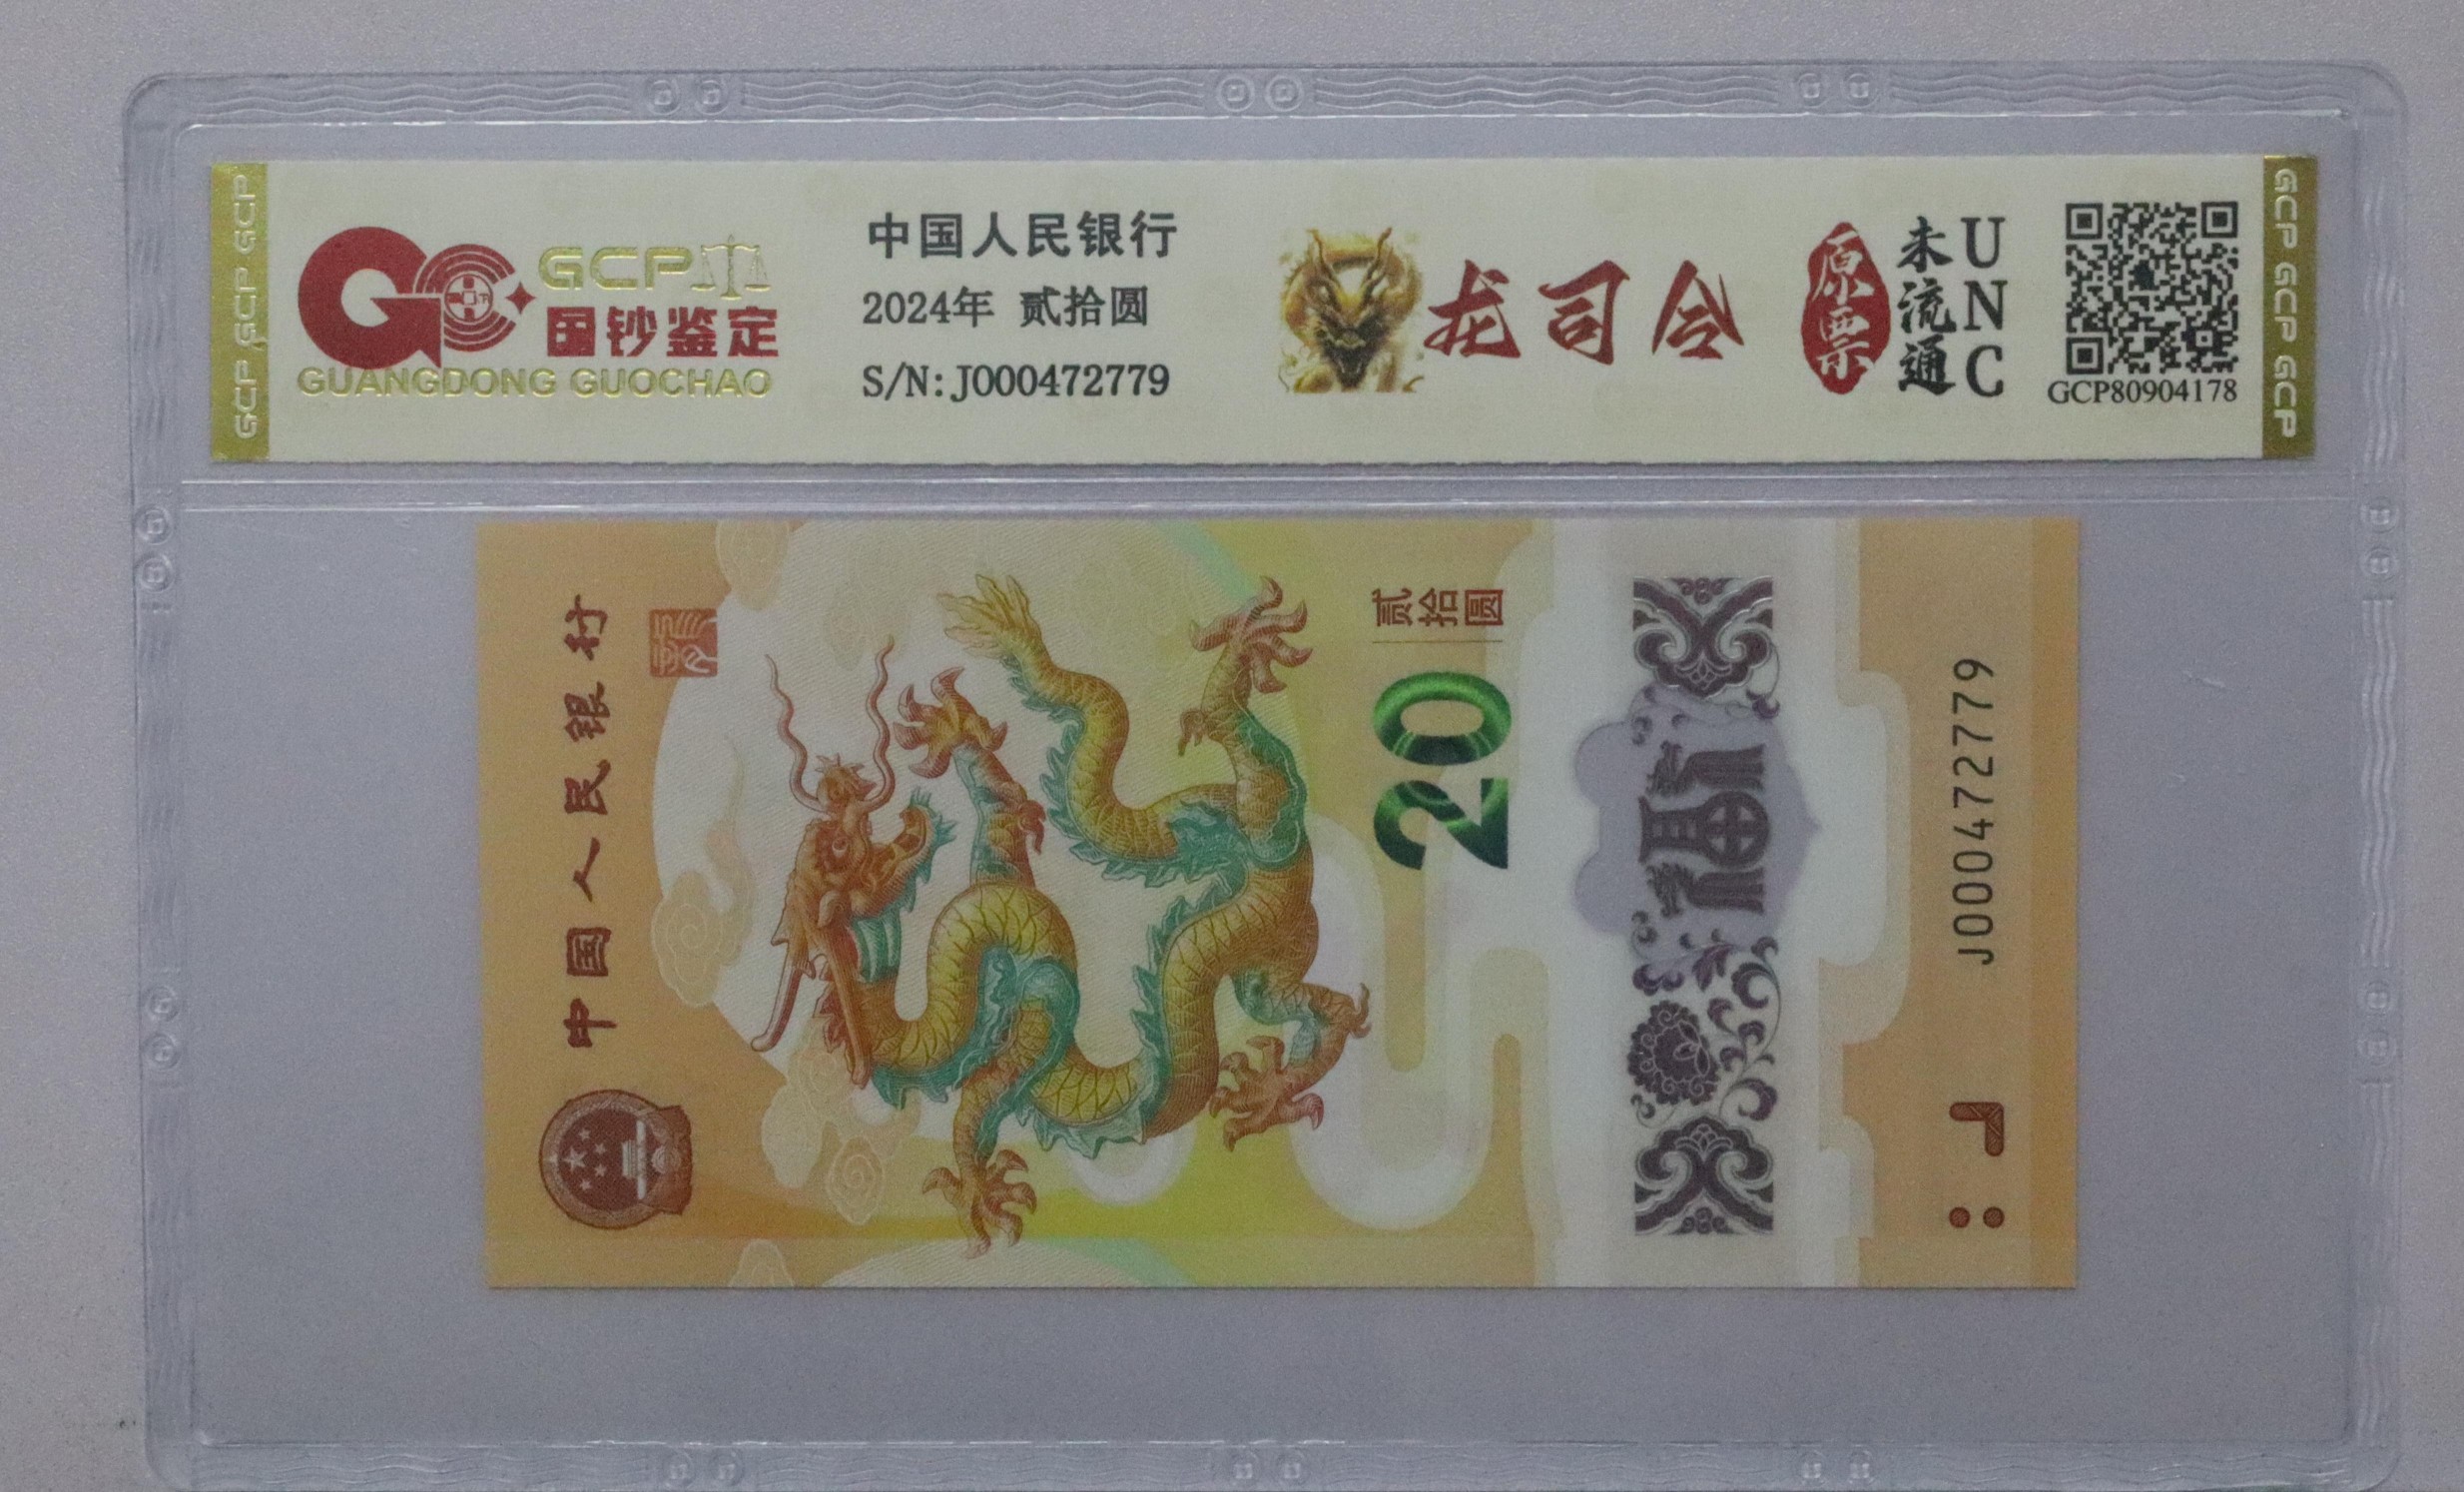 GCP GCP GCP
GCP
国钞鉴定
GUANGDONG GUOCHAO
中国人民银行
2024年 贰拾圆
S/N:J000472779
龙司令
原票
未流通
UNC
GCP80904178
GCP GCP GCP
中国人民银行
贰拾圆
20
J000472779